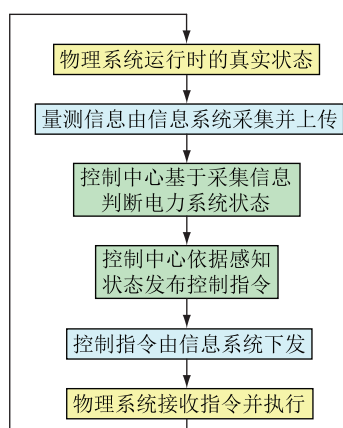 物理系统运行时的真实状态
量测信息由信息系统采集并上传
控制中心基于采集信息
判断电力系统状态
控制中心依据感知
状态发布控制指令
控制指令由信息系统下发
物理系统接收指令并执行